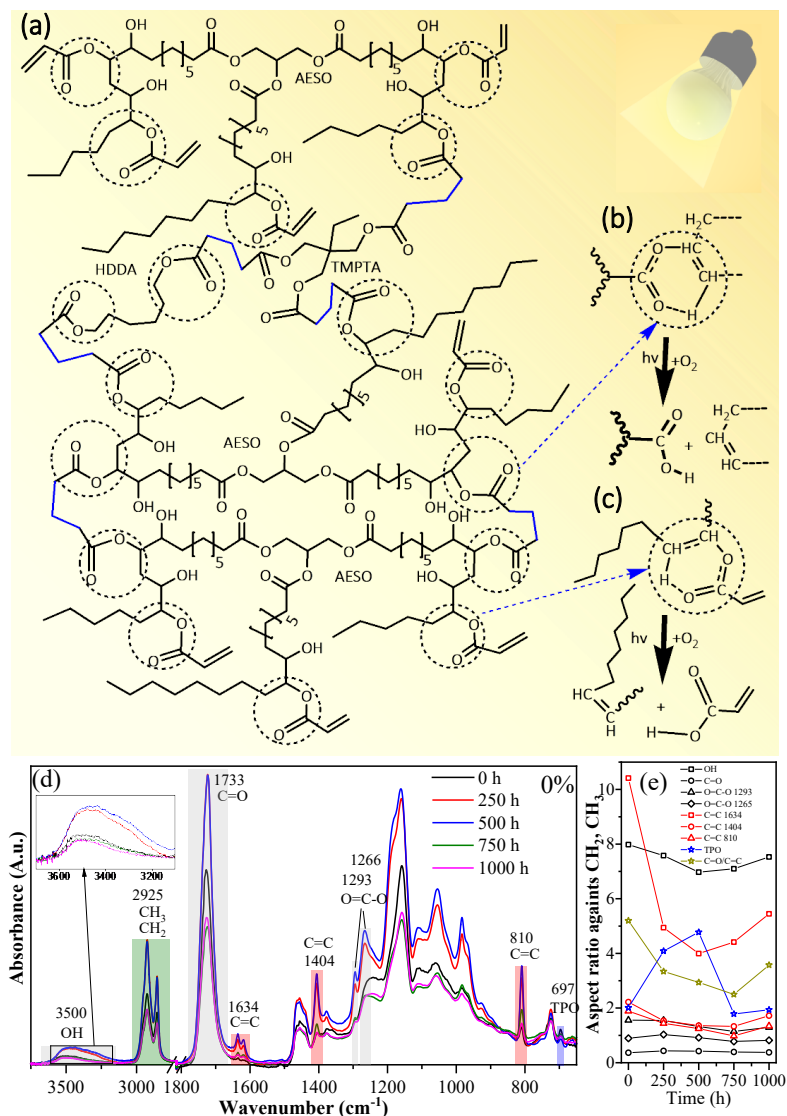 (a)
OH
O
O
O
O
O
O
OH
O
O
AESO
5
5
OH
O
O
OH
O
O
O
5
OH
O
O
O
O
O
O
(b)
HDDA
O
O
O
O
TMPTA
O
O
O
O
O
O
O
O
O
O
OH
OH
5
O
O
HO
AESO
O
O
O
O
O
O
O
5
5
OH
OH
O
H₂C
O
HC
CH
O
H
hv
+O₂
O
O
H
+
H₂C
CH
HC
(c)
OH
OH
O
O
O
O
O
O
O
O
O
5
5
AESO
OH
HO
O
O
5
OH
O
O
O
O
CH
CH
H
O
O
hv
+O₂
HC
C
H
+
O
H
O
(d)
1733
C=O
0 h
250 h
500 h
750 h
1000 h
0%
3600
3400
3200
2925
CH₃
CH₂
3500
OH
1634
C=C
C=C
1404
1266
1293
O=C-O
810
C=C
697
TPO
Absorbance (A.u.)
3500
3000
1800
1600
1400
1200
1000
800
Wavenumber (cm⁻¹)
(e)
OH
C=O
O-C-O 1293
O-C-O 1265
C=C 1634
C=C 1404
C=C 810
TPO
C=O/C=C
Aspect ratio againts CH₂, CH₃
10
8
6
4
2
0
0
250
500
750
1000
Time (h)